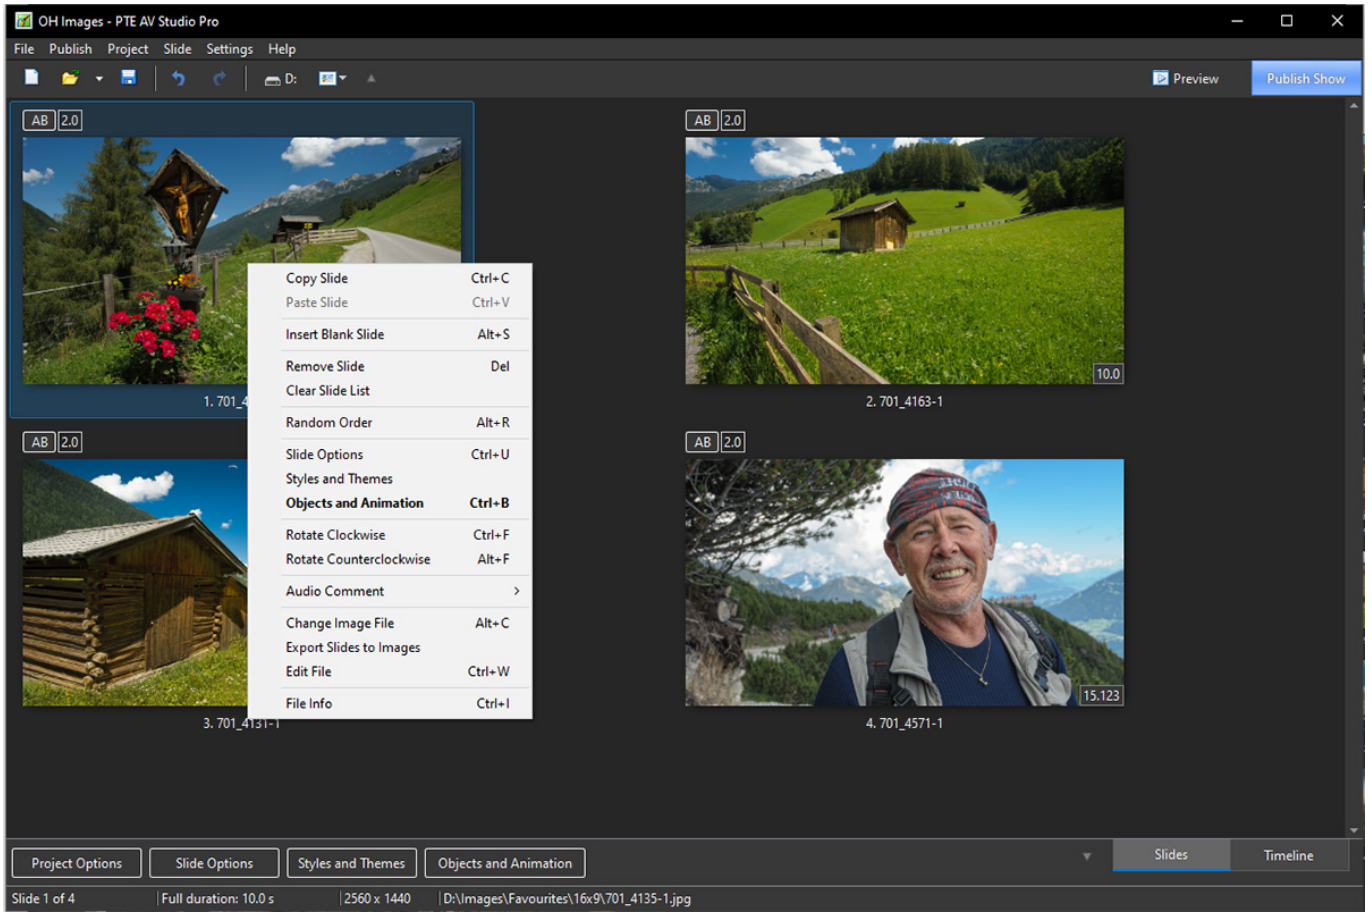 OH Images - PTE AV Studio Pro
File Publish Project Slide Settings Help
D: Preview Publish Show
AB 2.0
AB 2.0
10.0
1. 701_4
2. 701_4163-1
Copy Slide Ctrl+C
Paste Slide Ctrl+V
Insert Blank Slide Alt+S
Remove Slide Del
Clear Slide List
Random Order Alt+R
Slide Options Ctrl+U
Styles and Themes
Objects and Animation Ctrl+B
Rotate Clockwise Ctrl+F
Rotate Counterclockwise Alt+F
Audio Comment
Change Image File Alt+C
Export Slides to Images
Edit File Ctrl+W
File Info Ctrl+I
AB 2.0
AB 2.0
15.123
3. 701_4131-1
4. 701_4571-1
Project Options Slide Options Styles and Themes Objects and Animation Slides Timeline
Slide 1 of 4 Full duration: 10.0 s 2560 x 1440 D:\Images\Favourites\16x9\701_4135-1.jpg